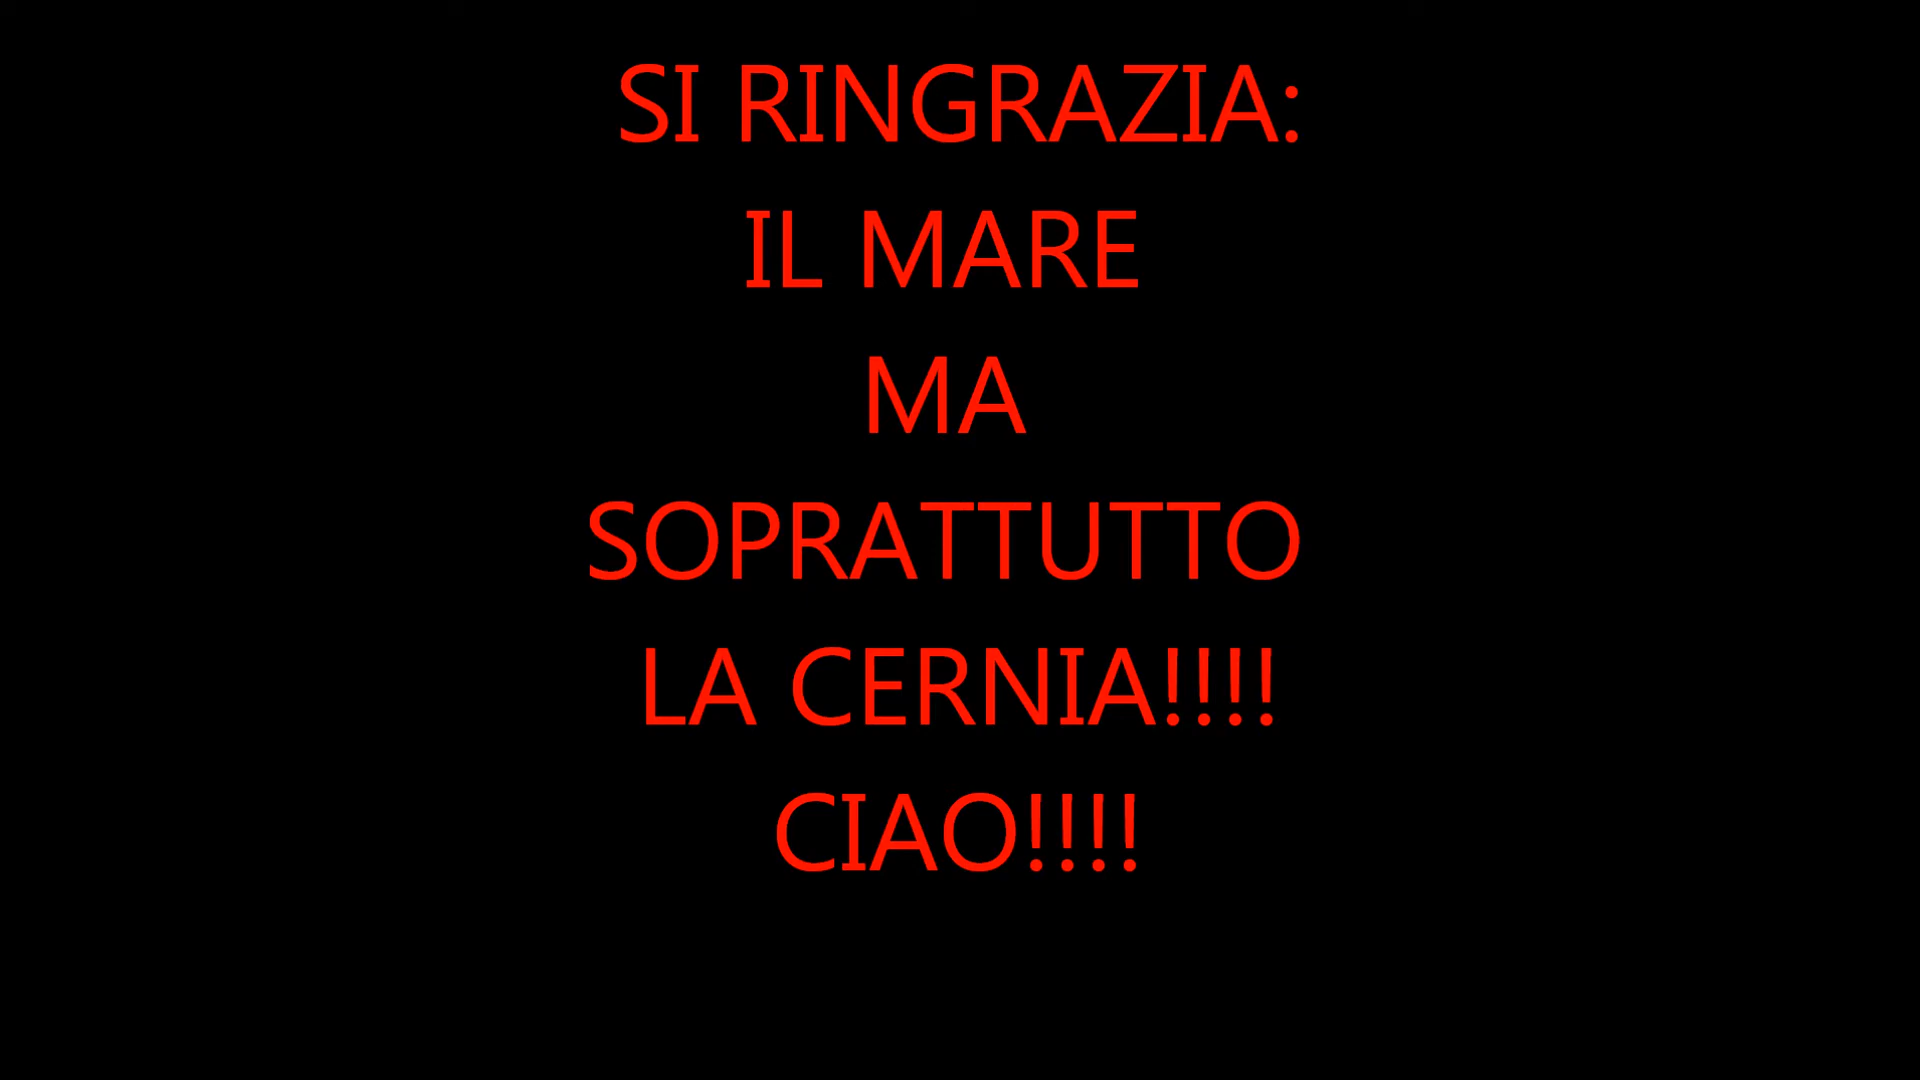 SI RINGRAZIA:
IL MARE
MA
SOPRATTUTTO
LA CERNIA!!!!
CIAO!!!!